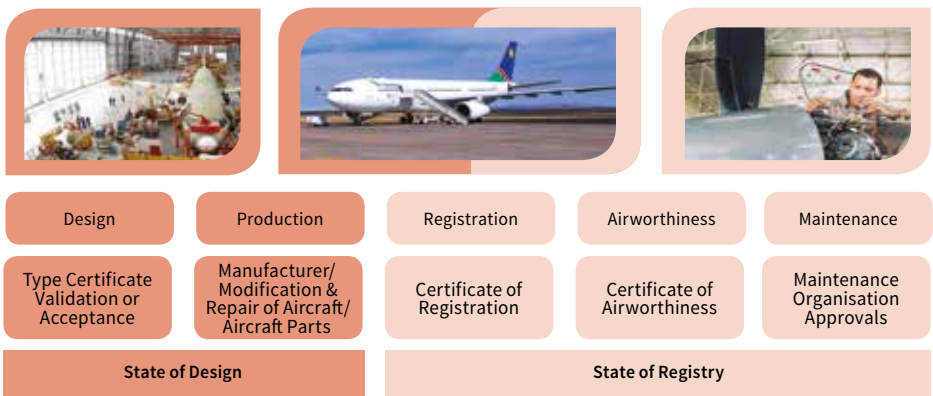 Design
Production
Registration
Airworthiness
Maintenance
Type Certificate
Validation or
Acceptance
Manufacturer/
Modification &
Repair of Aircraft/
Aircraft Parts
Certificate of
Registration
Certificate of
Airworthiness
Maintenance
Organisation
Approvals
State of Design
State of Registry